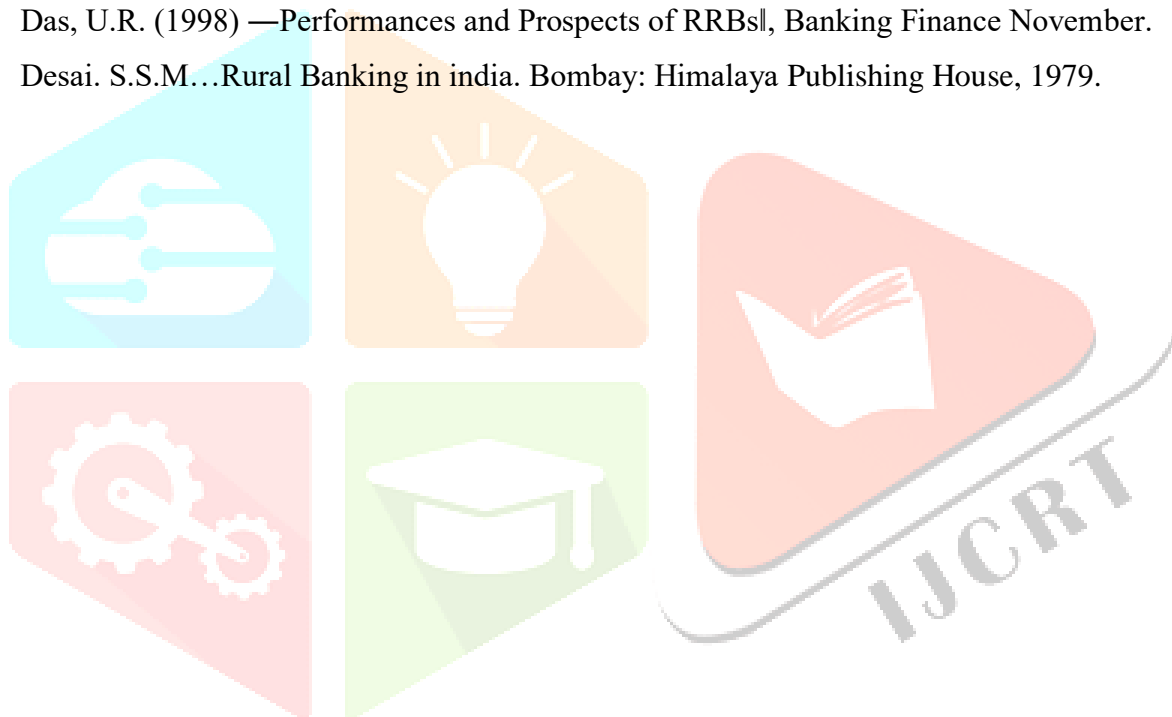 Das, U.R. (1998) ―Performances and Prospects of RRBs‖, Banking Finance November.
Desai. S.S.M…Rural Banking in india. Bombay: Himalaya Publishing House, 1979.
IJCRT